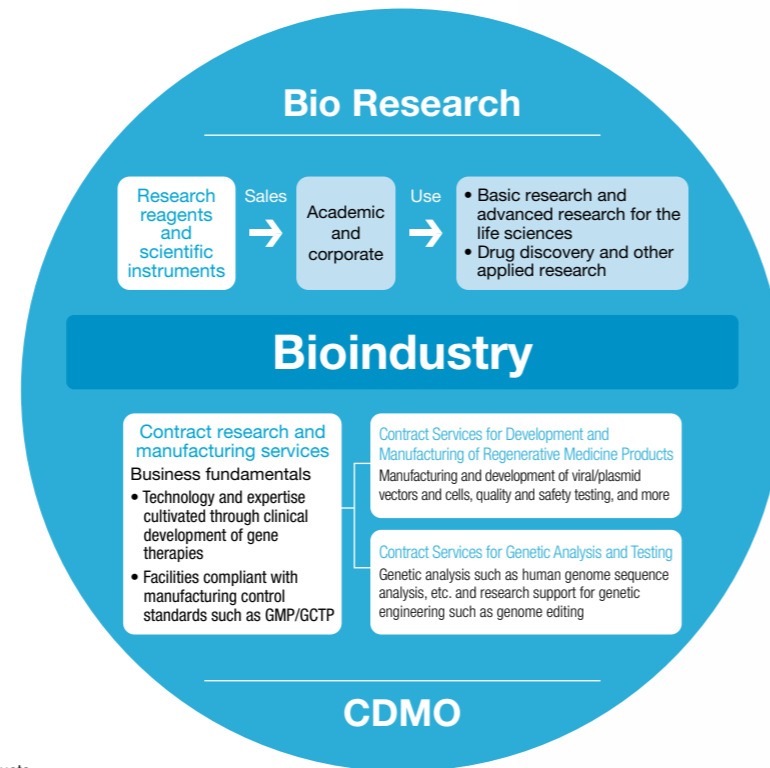 Bio Research
Research
reagents
and
scientific
instruments
Sales
Academic
and
corporate
Use
• Basic research and
advanced research for the
life sciences
• Drug discovery and other
applied research
Bioindustry
Contract research and
manufacturing services
Business fundamentals
• Technology and expertise
cultivated through clinical
development of gene
therapies
• Facilities compliant with
manufacturing control
standards such as GMP/GCTP
Contract Services for Development and
Manufacturing of Regenerative Medicine Products
Manufacturing and development of viral/plasmid
vectors and cells, quality and safety testing, and more
Contract Services for Genetic Analysis and Testing
Genetic analysis such as human genome sequence
analysis, etc. and research support for genetic
engineering such as genome editing
CDMO